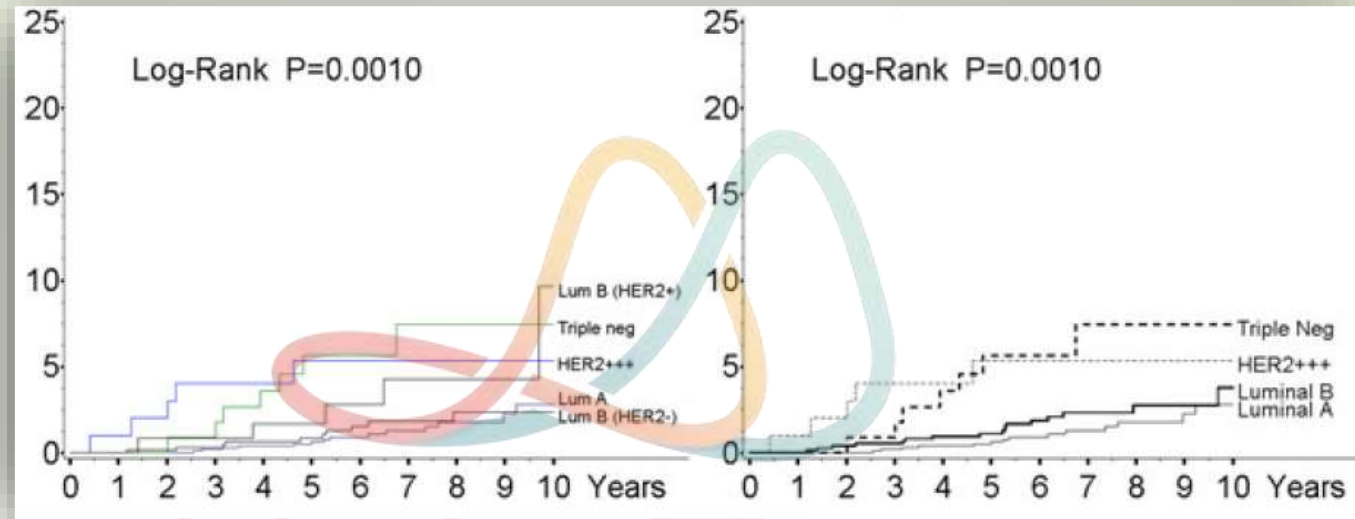 25
Log-Rank P=0.0010
20
15
10
5
0
Lum B (HER2+)
Triple neg
HER2+++
Lum A
Lum B (HER2-)
0 1 2 3 4 5 6 7 8 9 10 Years
25
Log-Rank P=0.0010
20
15
10
5
0
Triple Neg
HER2+++
Luminal B
Luminal A
0 1 2 3 4 5 6 7 8 9 10 Years